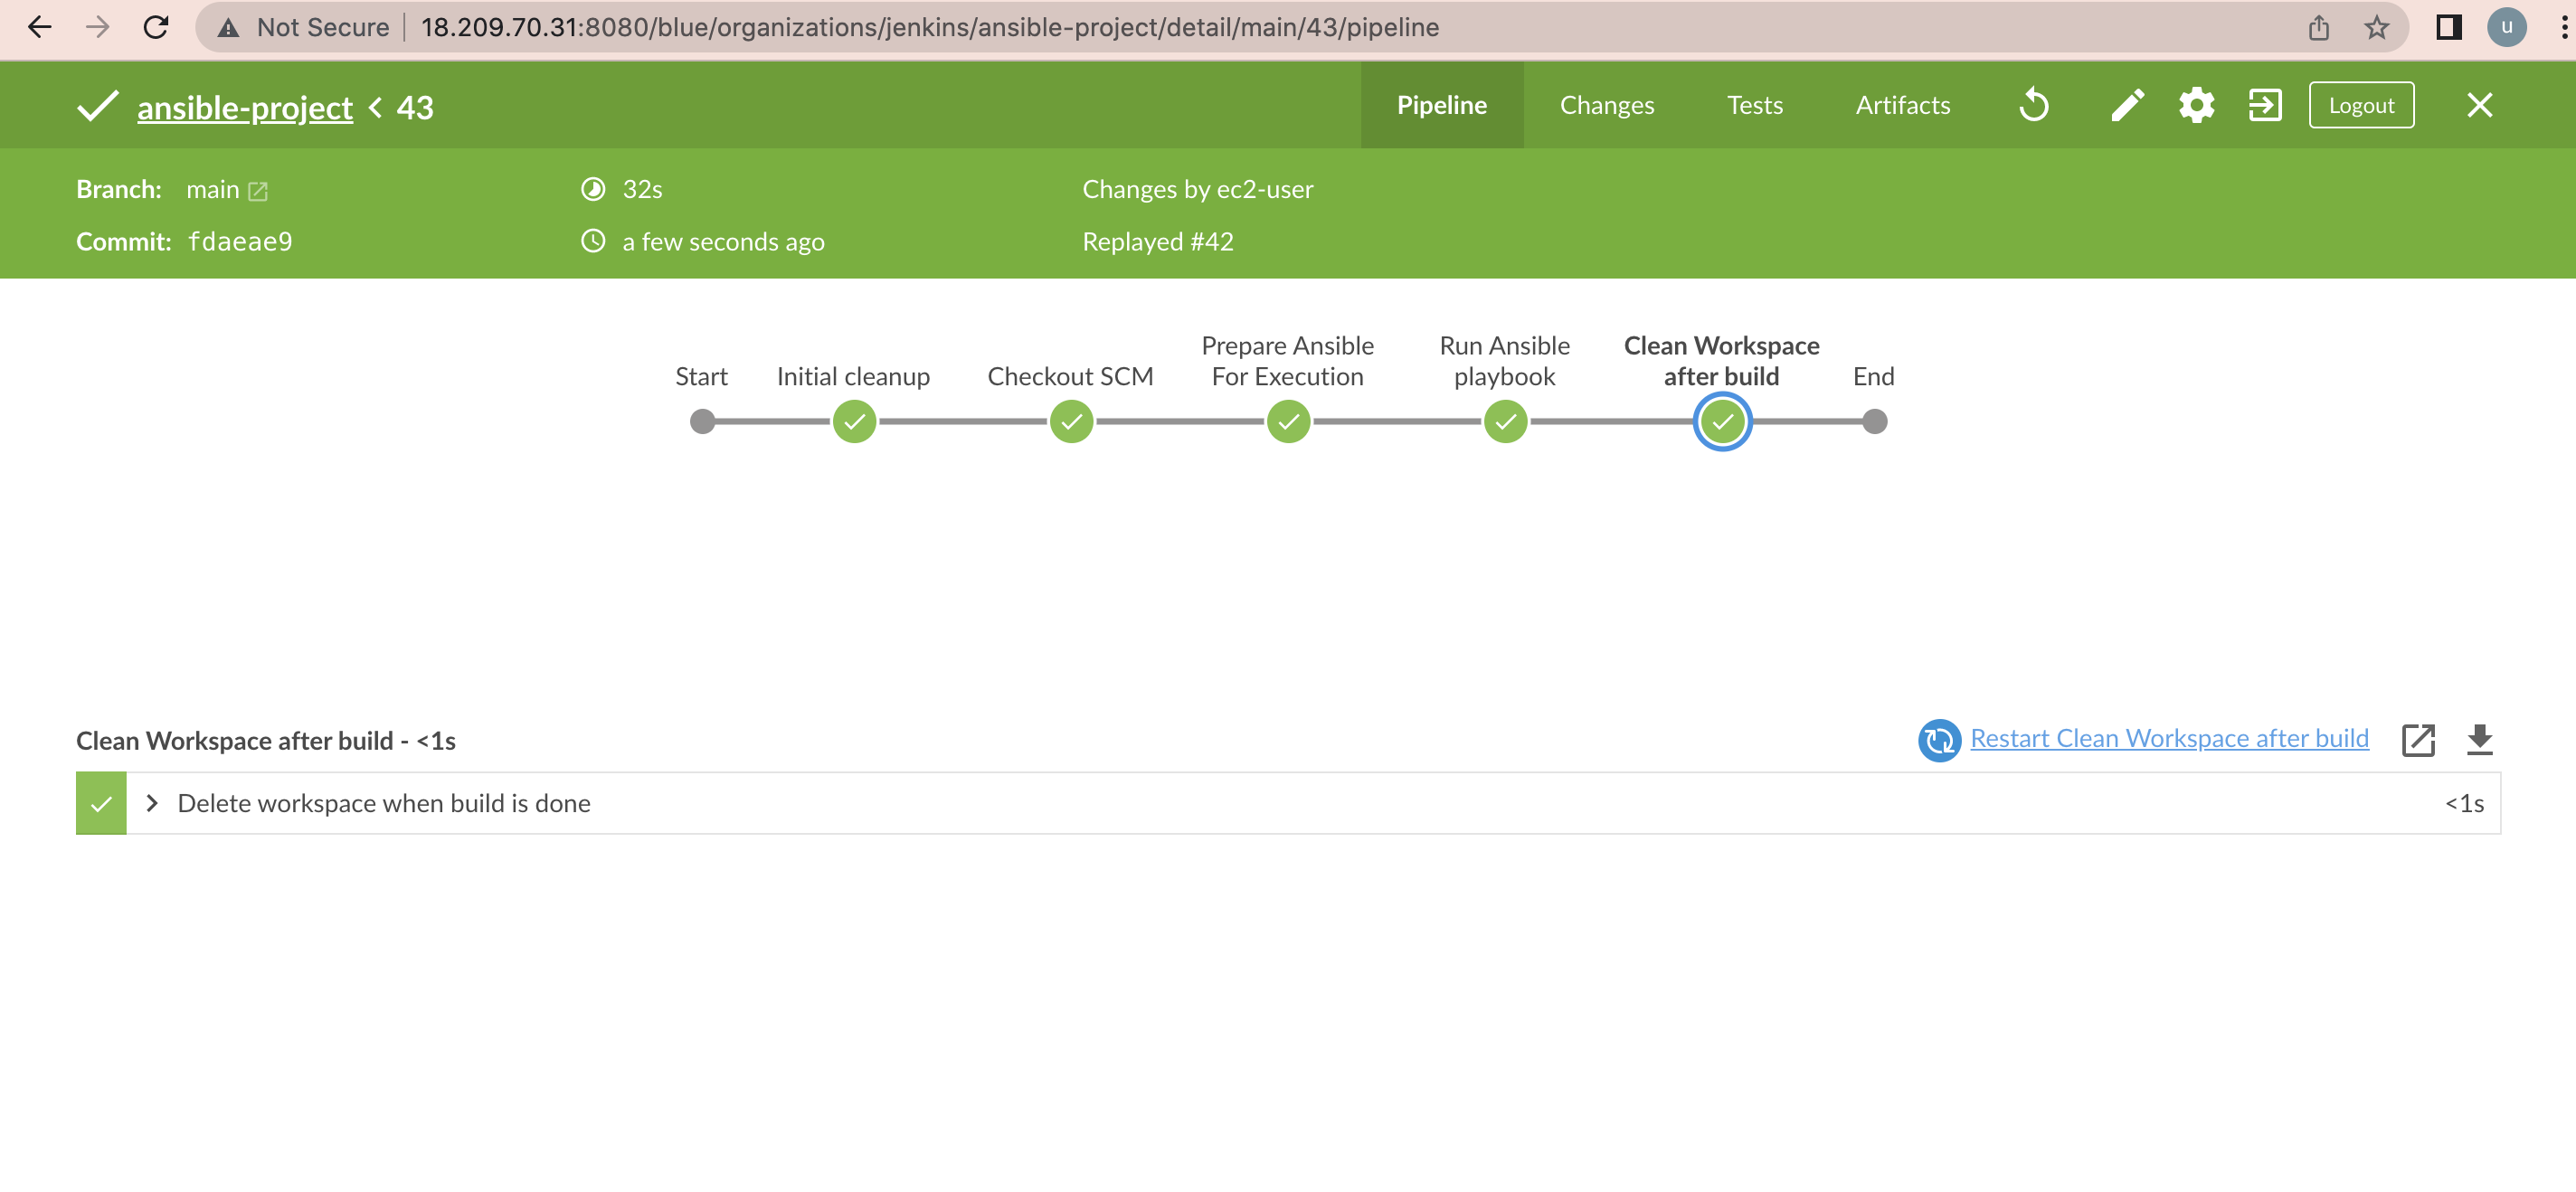 Not Secure 18.209.70.31:8080/blue/organizations/jenkins/ansible-project/detail/main/43/pipeline
u
ansible-project < 43
Pipeline Changes Tests Artifacts Logout
Branch: main 32s Changes by ec2-user
Commit: fdaeae9 a few seconds ago Replayed #42
Start
Initial cleanup
Checkout SCM
Prepare Ansible
For Execution
Run Ansible
playbook
Clean Workspace
after build
End
Clean Workspace after build - <1s
Restart Clean Workspace after build
Delete workspace when build is done <1s